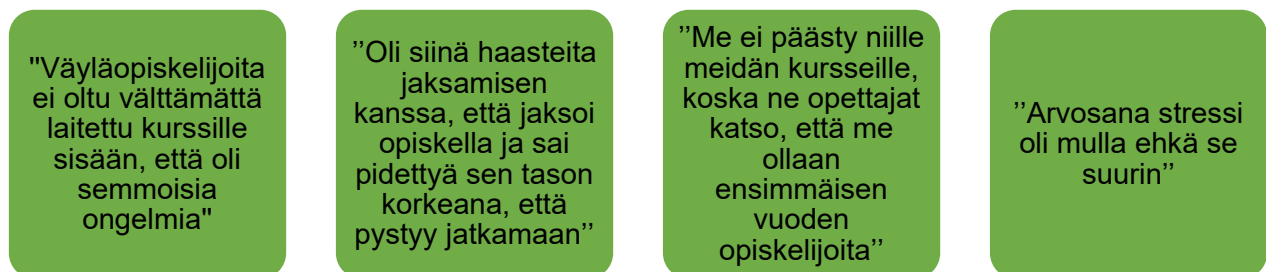 "Väyläopiskelijoita
ei oltu välttämättä
laitettu kurssille
sisään, että oli
semmoisia
ongelmia"
’’Oli siinä haasteita
jaksamisen
kanssa, että jaksoi
opiskella ja sai
pidettyä sen tason
korkeana, että
pystyy jatkamaan’’
’’Me ei päästy niille
meidän kursseille,
koska ne opettajat
katso, että me
ollaan
ensimmäisen
vuoden
opiskelijoita’’
’’Arvosana stressi
oli mulla ehkä se
suurin’’